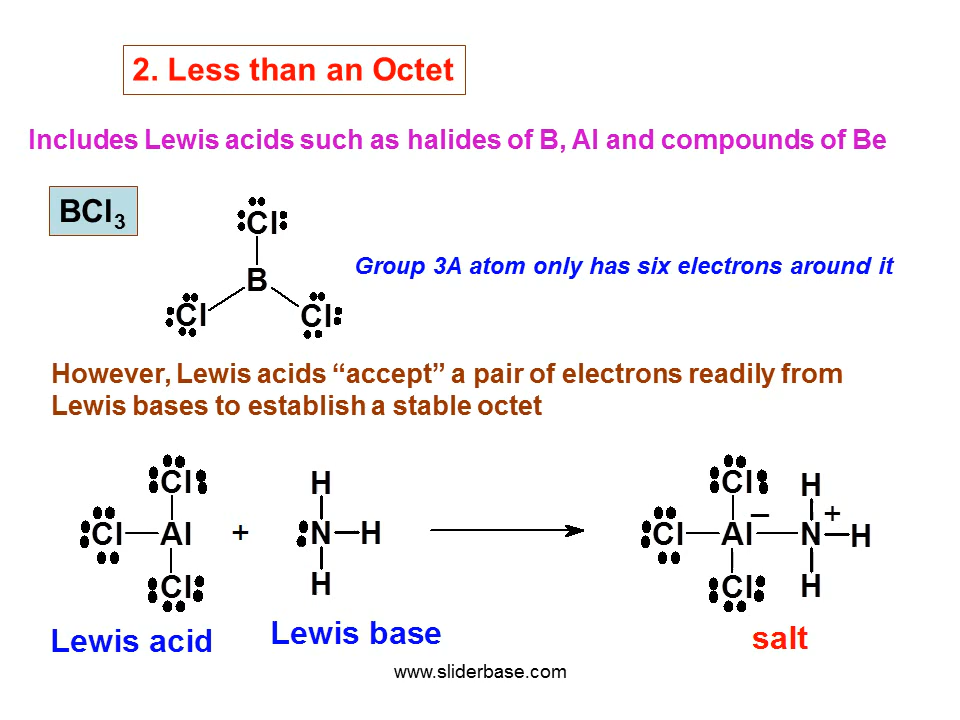 2. Less than an Octet
Includes Lewis acids such as halides of B, Al and compounds of Be
BCl3
Cl
B
Cl Cl
Group 3A atom only has six electrons around it
However, Lewis acids “accept” a pair of electrons readily from
Lewis bases to establish a stable octet
Cl H Cl H
Cl Al + N H Cl Al – N + H
Cl H Cl H
Lewis acid Lewis base salt
www.sliderbase.com